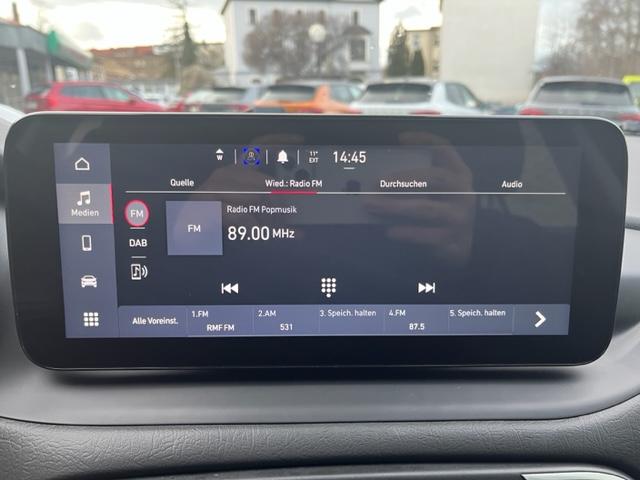 W 11° EXT 14:45
Quelle Wied.: Radio FM Durchsuchen Audio
Medien
FM
DAB
FM
Radio FM Popmusik
89.00 MHz
Alle Voreinst.
1.FM 2.AM 3. Speich. halten 4.FM 5. Speich. halten
RMF FM 531 87.5